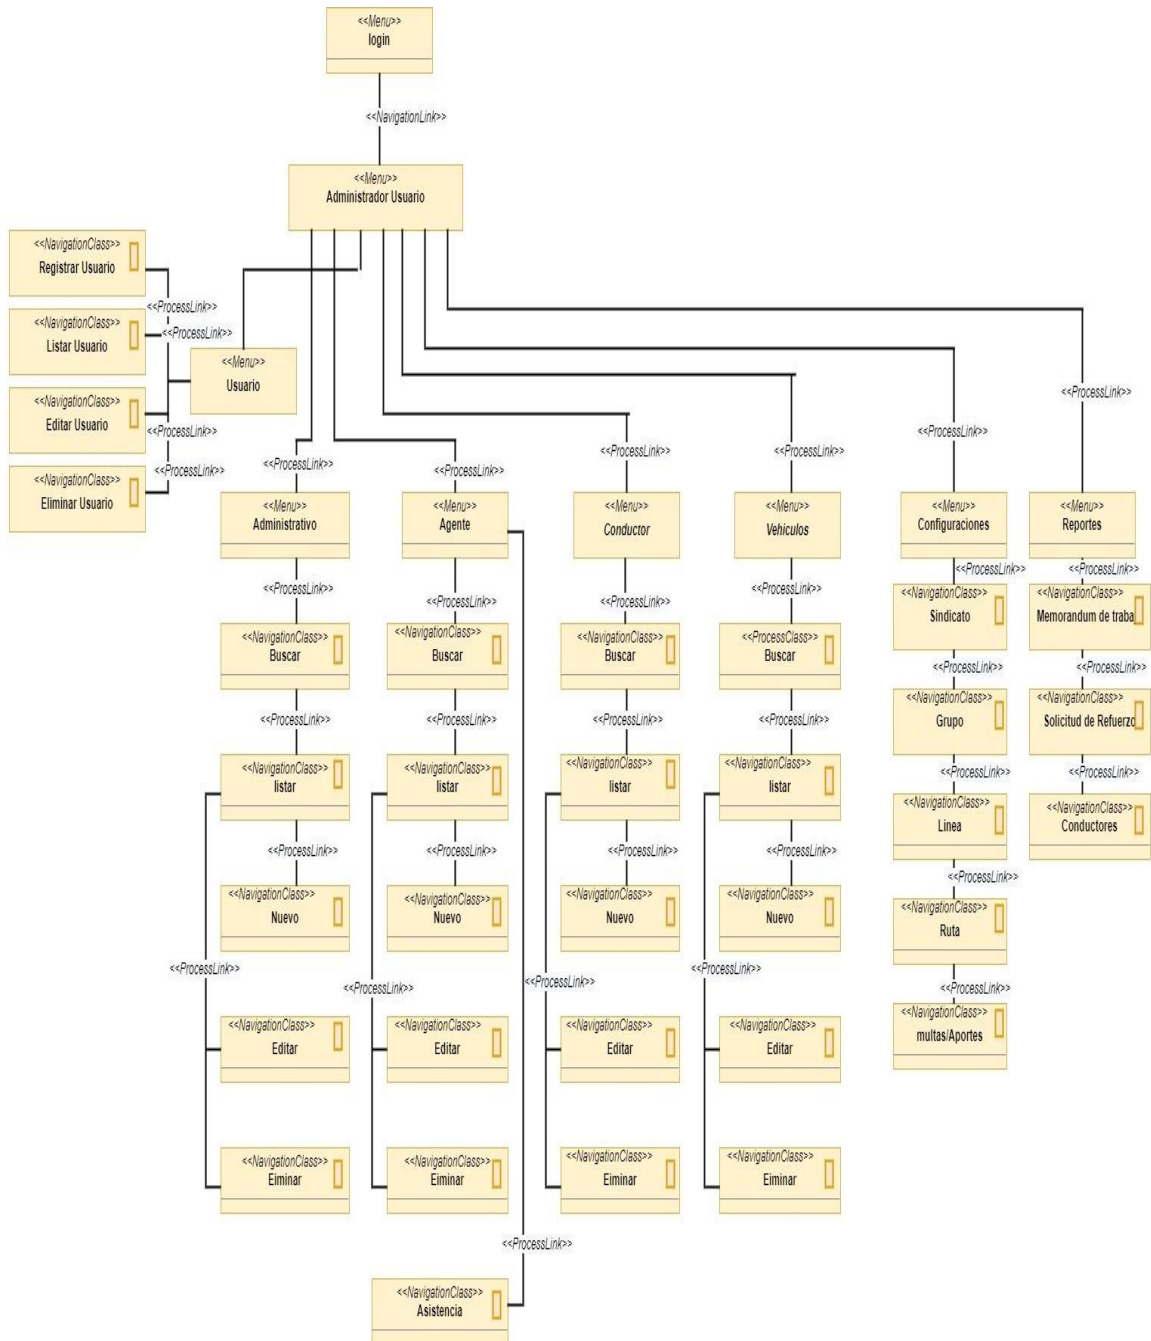 <<Menu>>
login
<<NavigationLink>>
<<Menu>>
Administrador Usuario
<<NavigationClass>>
Registrar Usuario
<<ProcessLink>>
<<NavigationClass>>
Listar Usuario
<<ProcessLink>>
<<Menu>>
Usuario
<<NavigationClass>>
Editar Usuario
<<ProcessLink>>
<<NavigationClass>>
Eliminar Usuario
<<ProcessLink>>
<<ProcessLink>>
<<ProcessLink>>
<<ProcessLink>>
<<ProcessLink>>
<<ProcessLink>>
<<ProcessLink>>
<<Menu>>
Administrativo
<<Menu>>
Agente
<<Menu>>
Conductor
<<Menu>>
Vehiculos
<<Menu>>
Configuraciones
<<Menu>>
Reportes
<<ProcessLink>>
<<ProcessLink>>
<<ProcessLink>>
<<ProcessLink>>
<<ProcessLink>>
<<ProcessLink>>
<<NavigationClass>>
Buscar
<<NavigationClass>>
Buscar
<<NavigationClass>>
Buscar
<<ProcessClass>>
Buscar
<<NavigationClass>>
Sindicato
<<NavigationClass>>
Memorandum de traba
<<ProcessLink>>
<<ProcessLink>>
<<NavigationClass>>
Grupo
<<NavigationClass>>
Solicitud de Refuerzo
<<ProcessLink>>
<<ProcessLink>>
<<ProcessLink>>
<<ProcessLink>>
<<ProcessLink>>
<<ProcessLink>>
<<NavigationClass>>
listar
<<NavigationClass>>
listar
<<NavigationClass>>
listar
<<NavigationClass>>
listar
<<NavigationClass>>
Linea
<<NavigationClass>>
Conductores
<<ProcessLink>>
<<ProcessLink>>
<<ProcessLink>>
<<ProcessLink>>
<<ProcessLink>>
<<NavigationClass>>
Nuevo
<<NavigationClass>>
Nuevo
<<NavigationClass>>
Nuevo
<<NavigationClass>>
Nuevo
<<NavigationClass>>
Ruta
<<ProcessLink>>
<<ProcessLink>>
<<ProcessLink>>
<<ProcessLink>>
<<ProcessLink>>
<<NavigationClass>>
multas/Aportes
<<NavigationClass>>
Editar
<<NavigationClass>>
Editar
<<NavigationClass>>
Editar
<<NavigationClass>>
Editar
<<NavigationClass>>
Eiminar
<<NavigationClass>>
Eiminar
<<NavigationClass>>
Eiminar
<<NavigationClass>>
Eiminar
<<ProcessLink>>
<<NavigationClass>>
Asistencia